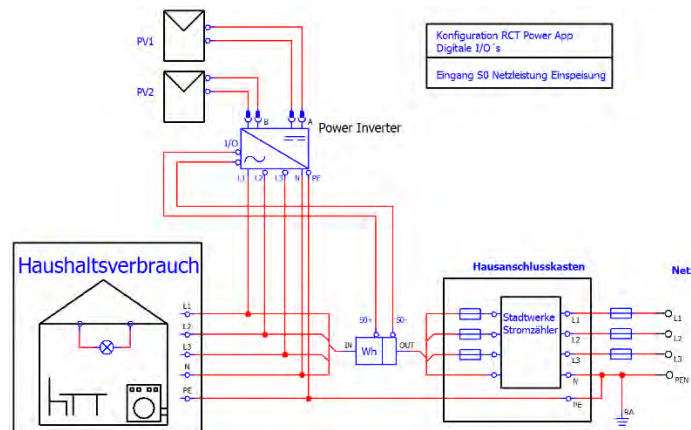 PV1
PV2
Konfiguration RCT Power App
Digitale I/O´s
Eingang S0 Netzleistung Einspeisung
B
A
Power Inverter
I/O
L1
L2
L3
N
PE
Haushaltsverbrauch
L1
L2
L3
N
PE
S0+
S0-
IN
Wh
OUT
Hausanschlusskasten
Stadtwerke
Stromzähler
L1
L2
L3
N
PE
RA
Net
L1
L2
L3
PEN